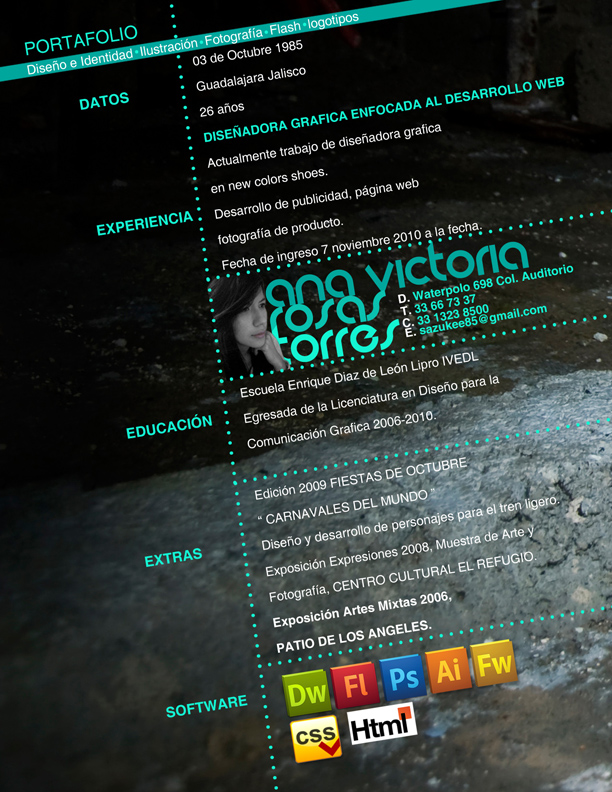 PORTAFOLIO
Diseño e Identidad•Ilustración•Fotografía•Flash•logotipos
DATOS
03 de Octubre 1985
Guadalajara Jalisco
26 años
DISEÑADORA GRAFICA ENFOCADA AL DESARROLLO WEB
EXPERIENCIA
Actualmente trabajo de diseñadora grafica
en new colors shoes.
Desarrollo de publicidad, página web
fotografía de producto.
Fecha de ingreso 7 noviembre 2010 a la fecha.
ana victoria
rosas
torres
D. Waterpolo 698 Col. Auditorio
T. 33 66 73 37
C. 33 1323 8500
E. sazukee85@gmail.com
EDUCACIÓN
Escuela Enrique Diaz de León Lipro IVEDL
Egresada de la Licenciatura en Diseño para la
Comunicación Grafica 2006-2010.
EXTRAS
Edición 2009 FIESTAS DE OCTUBRE
“ CARNAVALES DEL MUNDO ”
Diseño y desarrollo de personajes para el tren ligero.
Exposición Expresiones 2008, Muestra de Arte y
Fotografía, CENTRO CULTURAL EL REFUGIO.
Exposición Artes Mixtas 2006,
PATIO DE LOS ANGELES.
SOFTWARE
Dw Fl Ps Ai Fw
css Html